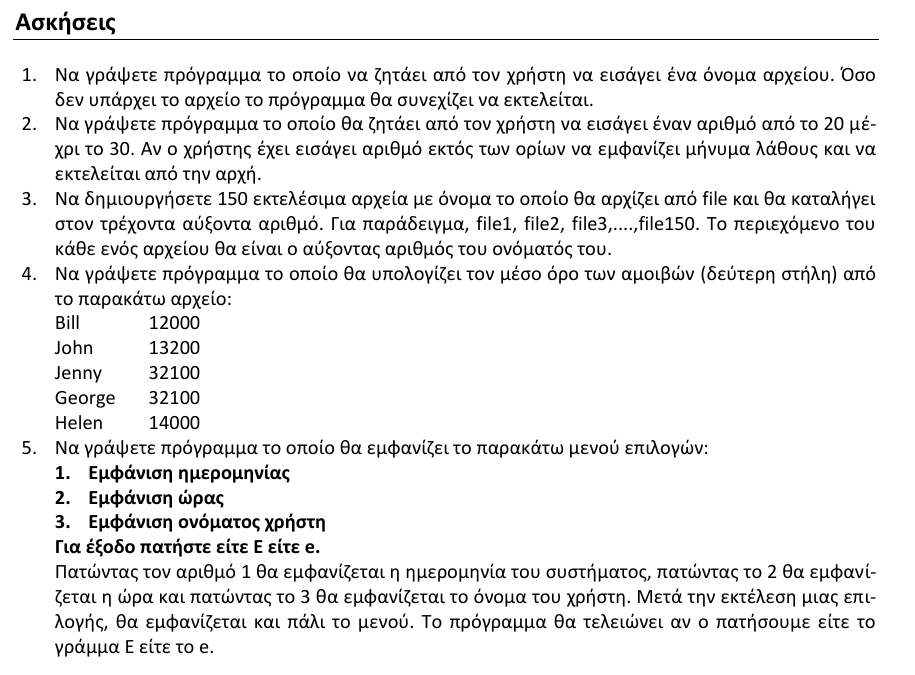 Ασκήσεις
1. Να γράψετε πρόγραμμα το οποίο να ζητάει από τον χρήστη να εισάγει ένα όνομα αρχείου. Όσο
δεν υπάρχει το αρχείο το πρόγραμμα θα συνεχίζει να εκτελείται.
2. Να γράψετε πρόγραμμα το οποίο θα ζητάει από τον χρήστη να εισάγει έναν αριθμό από το 20 μέ-
χρι το 30. Αν ο χρήστης έχει εισάγει αριθμό εκτός των ορίων να εμφανίζει μήνυμα λάθους και να
εκτελείται από την αρχή.
3. Να δημιουργήσετε 150 εκτελέσιμα αρχεία με όνομα το οποίο θα αρχίζει από file και θα καταλήγει
στον τρέχοντα αύξοντα αριθμό. Για παράδειγμα, file1, file2, file3,....,file150. Το περιεχόμενο του
κάθε ενός αρχείου θα είναι ο αύξοντας αριθμός του ονόματός του.
4. Να γράψετε πρόγραμμα το οποίο θα υπολογίζει τον μέσο όρο των αμοιβών (δεύτερη στήλη) από
το παρακάτω αρχείο:
Bill 12000
John 13200
Jenny 32100
George 32100
Helen 14000
5. Να γράψετε πρόγραμμα το οποίο θα εμφανίζει το παρακάτω μενού επιλογών:
1. Εμφάνιση ημερομηνίας
2. Εμφάνιση ώρας
3. Εμφάνιση ονόματος χρήστη
Για έξοδο πατήστε είτε Ε είτε e.
Πατώντας τον αριθμό 1 θα εμφανίζεται η ημερομηνία του συστήματος, πατώντας το 2 θα εμφανί-
ζεται η ώρα και πατώντας το 3 θα εμφανίζεται το όνομα του χρήστη. Μετά την εκτέλεση μιας επι-
λογής, θα εμφανίζεται και πάλι το μενού. Το πρόγραμμα θα τελειώνει αν ο πατήσουμε είτε το
γράμμα Ε είτε το e.